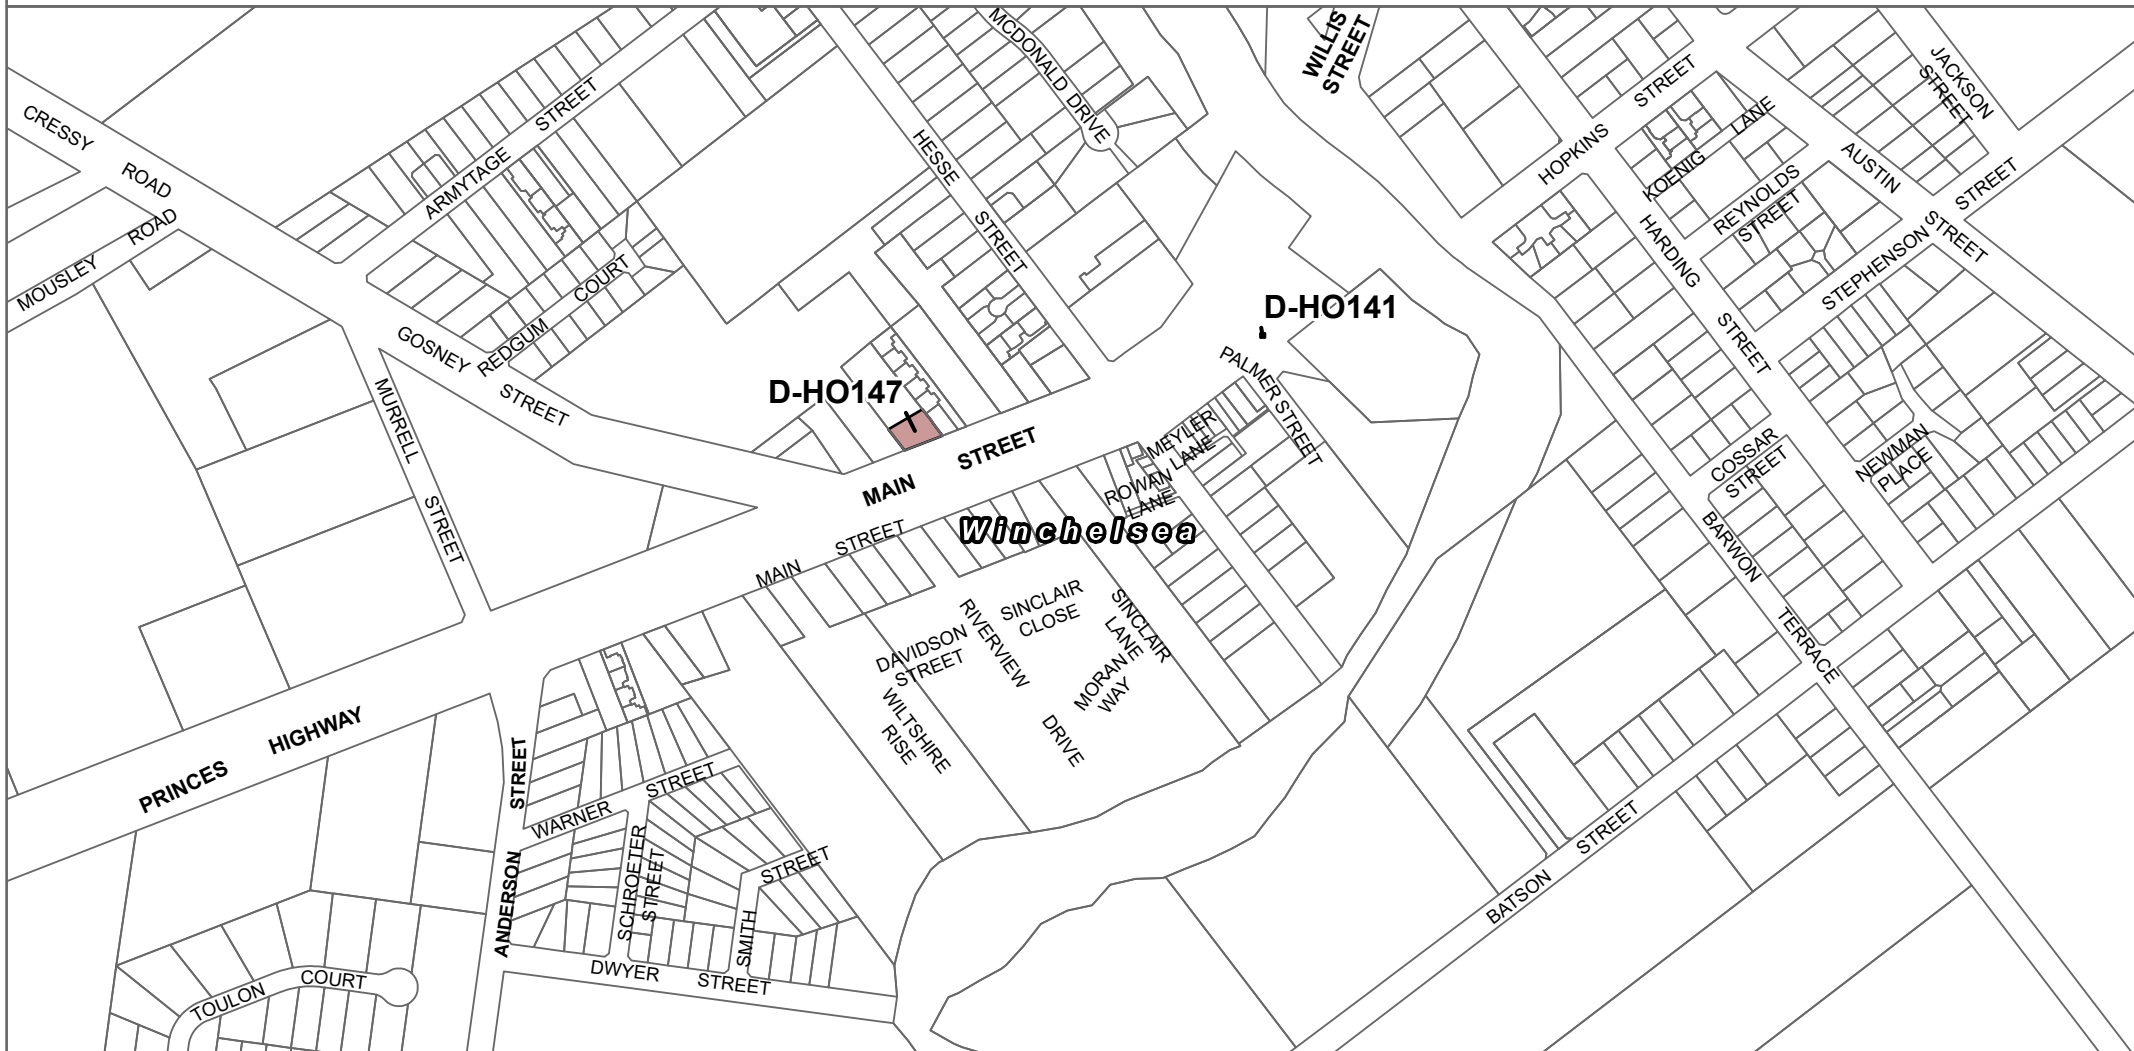 MCDONALD DRIVE
WILLIS
STREET
JACKSON
STREET
CRESSY
ROAD
STREET
ARMYTAGE
HESSE
STREET
HOPKINS
STREET
KOENIG
LANE
AUSTIN
STREET
REYNOLDS
STREET
STEPHENSON
STREET
MOUSLEY
ROAD
REDGUM
COURT
HARDING
STREET
GOSNEY
STREET
D-HO141
D-HO147
PALMER STREET
MURRELL
STREET
MAIN
STREET
MEYLER
LANE
ROWAN
LANE
COSSAR
STREET
NEWMAN
PLACE
Winchelsea
MAIN
STREET
BARWON
TERRACE
SINCLAIR
CLOSE
RIVERVIEW
DRIVE
SINCLAIR
LANE
DAVIDSON
STREET
MORAN
WAY
WILTSHIRE
RISE
PRINCES
HIGHWAY
ANDERSON
STREET
WARNER
STREET
SCHROETER
STREET
SMITH
STREET
BATSON
STREET
DWYER
STREET
TOULON
COURT